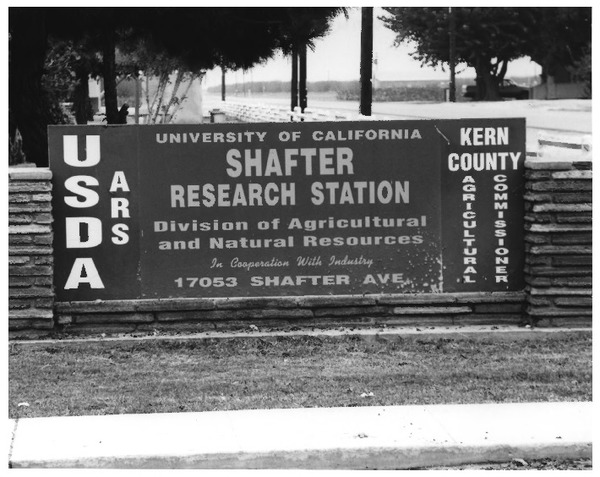 USDA
ARS
UNIVERSITY OF CALIFORNIA
SHAFTER
RESEARCH STATION
Division of Agricultural
and Natural Resources
In Cooperation With Industry
17053 SHAFTER AVE.
KERN
COUNTY
AGRICULTURAL
COMMISSIONER